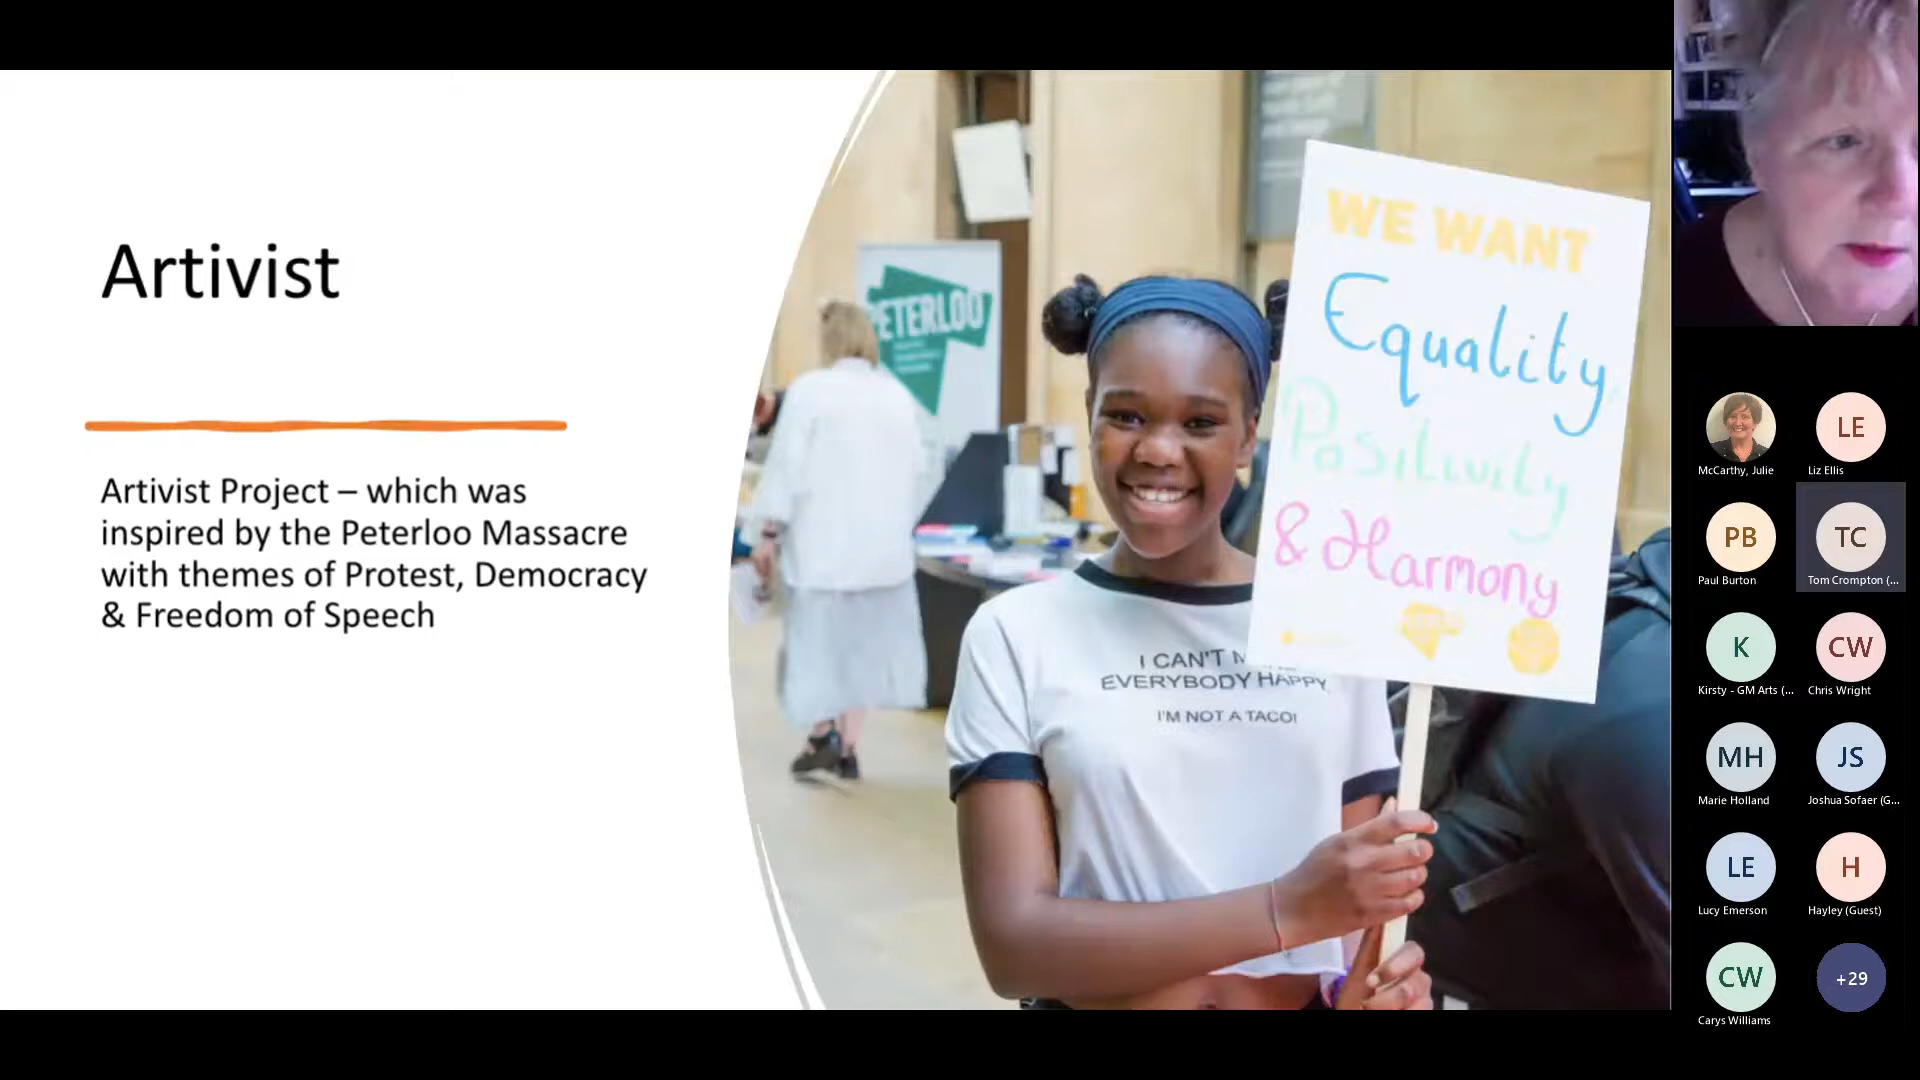 Artivist
Artivist Project – which was
inspired by the Peterloo Massacre
with themes of Protest, Democracy
& Freedom of Speech
PETERLOO
WE WANT
Equality
Positivity
& Harmony
I CAN'T
EVERYBODY HAPPY
I'M NOT A TACO!
McCarthy, Julie
LE
Liz Ellis
PB
Paul Burton
TC
Tom Crompton (...
K
Kirsty - GM Arts (...
CW
Chris Wright
MH
Marie Holland
JS
Joshua Sofaer (G...
LE
Lucy Emerson
H
Hayley (Guest)
CW
Carys Williams
+29